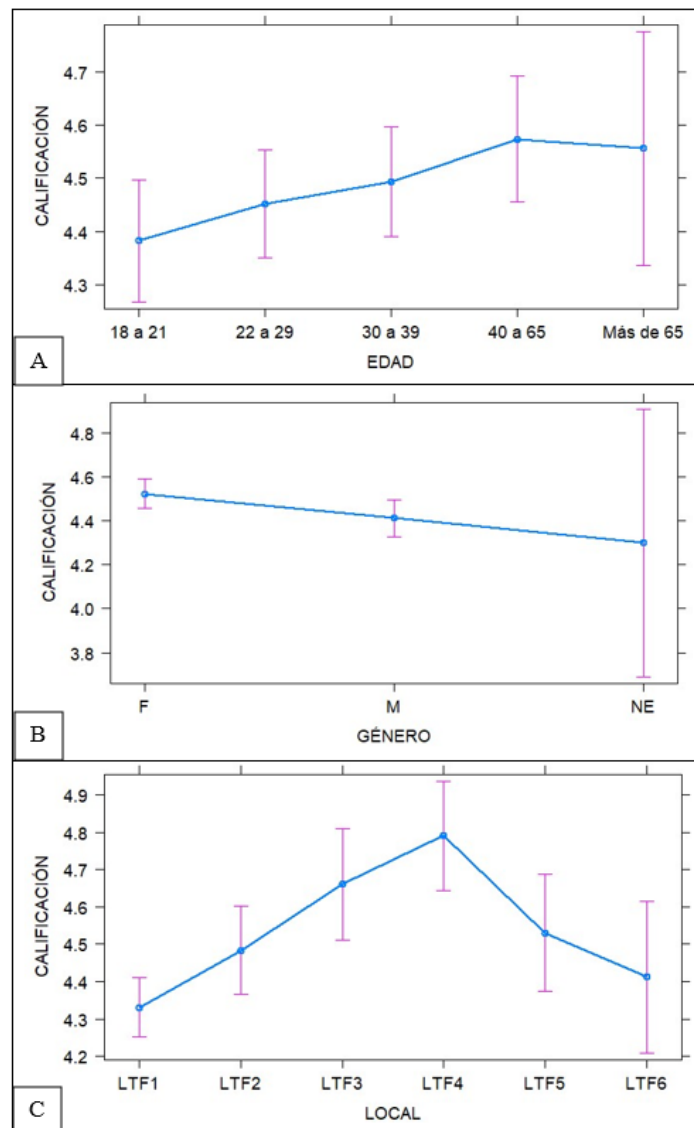 CALIFICACIÓN
4.7
4.6
4.5
4.4
4.3
18 a 21 22 a 29 30 a 39 40 a 65 Más de 65
A
EDAD
CALIFICACIÓN
4.8
4.6
4.4
4.2
4.0
3.8
F M NE
B
GÉNERO
CALIFICACIÓN
4.9
4.8
4.7
4.6
4.5
4.4
4.3
4.2
LTF1 LTF2 LTF3 LTF4 LTF5 LTF6
C
LOCAL